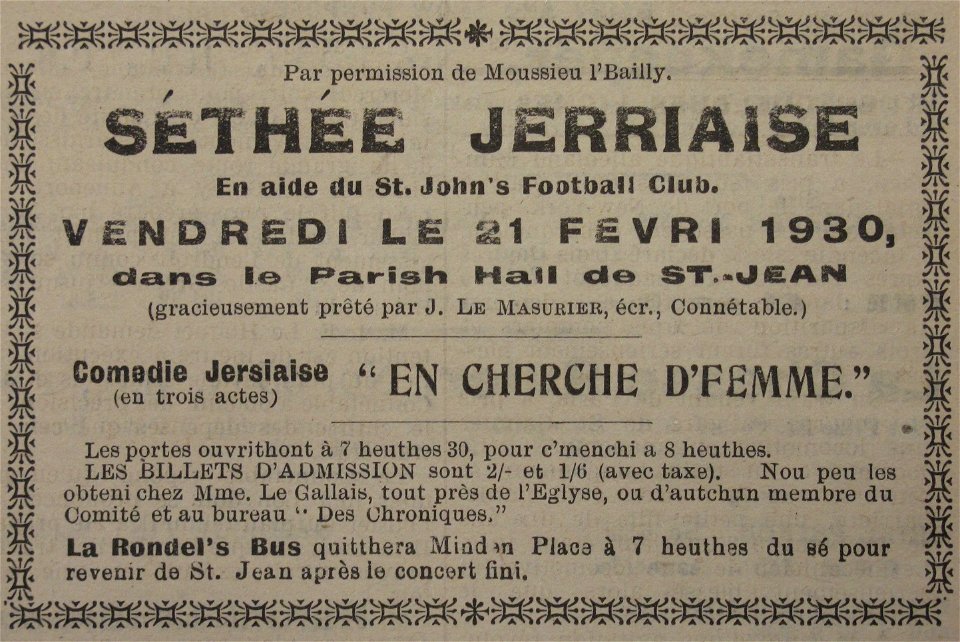 Par permission de Moussieu l'Bailly.
SÉTHÉE JERRIAISE
En aide du St. John's Football Club.
VENDREDI LE 21 FEVRI 1930,
dans le Parish Hall de ST.-JEAN
(gracieusement prêté par J. LE MASURIER, écr., Connétable.)
Comedie Jersiaise "EN CHERCHE D'FEMME."
(en trois actes)
Les portes ouvrithont à 7 heuthes 30, pour c'menchi a 8 heuthes.
LES BILLETS D'ADMISSION sont 2/- et 1/6 (avec taxe). Nou peu les
obteni chez Mme. Le Gallais, tout près de l'Eglyse, ou d'autchun membre du
Comité et au bureau "Des Chroniques."
La Rondel's Bus quitthera Minden Place à 7 heuthes du sé pour
revenir de St. Jean après le concert fini.